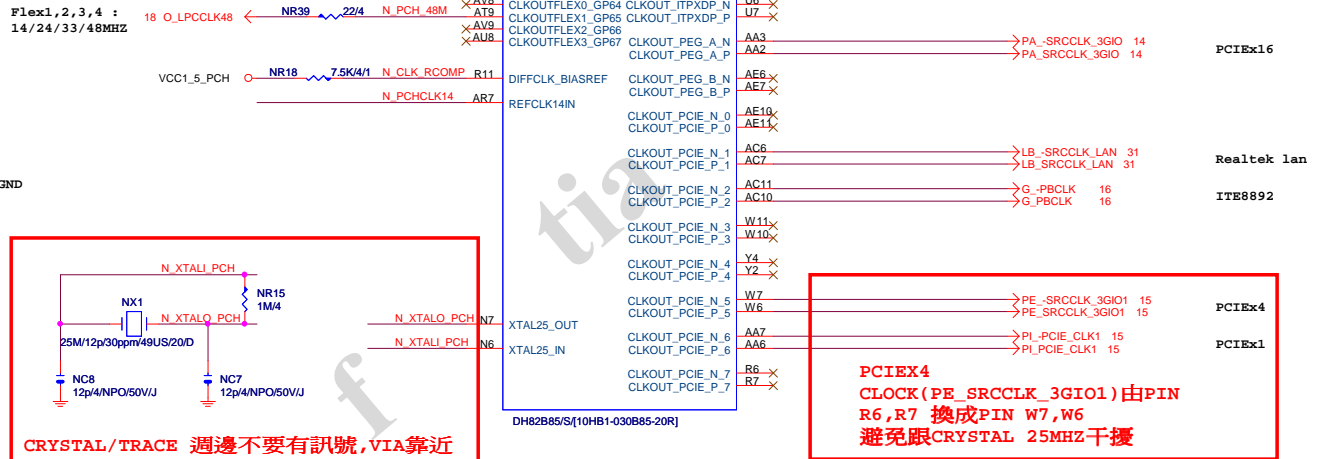 Flex1,2,3,4 :
14/24/33/48MHZ
18 O_LPCCLK48
NR39
22/4
N_PCH_48M
AV8
AT9
AV9
AU8
CLKOUTFLEX0_GP64
CLKOUTFLEX1_GP65
CLKOUTFLEX2_GP66
CLKOUTFLEX3_GP67
CLKOUT_ITPXDP_N
CLKOUT_ITPXDP_P
U6
U7
VCC1_5_PCH
NR18
7.5K/4/1
N_CLK_RCOMP
R11
DIFFCLK_BIASREF
N_PCHCLK14
AR7
REFCLK14IN
CLKOUT_PEG_A_N AA3 PA_-SRCCLK_3GIO 14
CLKOUT_PEG_A_P AA2 PA_SRCCLK_3GIO 14
PCIEx16
CLKOUT_PEG_B_N AE6
CLKOUT_PEG_B_P AE7
CLKOUT_PCIE_N_0 AE10
CLKOUT_PCIE_P_0 AE11
CLKOUT_PCIE_N_1 AC6 LB_-SRCCLK_LAN 31
CLKOUT_PCIE_P_1 AC7 LB_SRCCLK_LAN 31
Realtek lan
CLKOUT_PCIE_N_2 AC11 G_-PBCLK 16
CLKOUT_PCIE_P_2 AC10 G_PBCLK 16
ITE8892
CLKOUT_PCIE_N_3 W11
CLKOUT_PCIE_P_3 W10
CLKOUT_PCIE_N_4 Y4
CLKOUT_PCIE_P_4 Y2
CLKOUT_PCIE_N_5 W7 PE_-SRCCLK_3GIO1 15
CLKOUT_PCIE_P_5 W6 PE_SRCCLK_3GIO1 15
PCIEx4
CLKOUT_PCIE_N_6 AA7 PI_-PCIE_CLK1 15
CLKOUT_PCIE_P_6 AA6 PI_PCIE_CLK1 15
PCIEx1
CLKOUT_PCIE_N_7 R6
CLKOUT_PCIE_P_7 R7
GND
N_XTALI_PCH
NR15
1M/4
NX1
N_XTALO_PCH
25M/12p/30ppm/49US/20/D
NC8
12p/4/NPO/50V/J
NC7
12p/4/NPO/50V/J
CRYSTAL/TRACE 週邊不要有訊號,VIA靠近
N_XTALO_PCH N7 XTAL25_OUT
N_XTALI_PCH N6 XTAL25_IN
DH82B85/S/[10HB1-030B85-20R]
PCIEX4
CLOCK(PE_SRCCLK_3GIO1)由PIN
R6,R7 換成PIN W7,W6
避免跟CRYSTAL 25MHZ干擾
tia
f